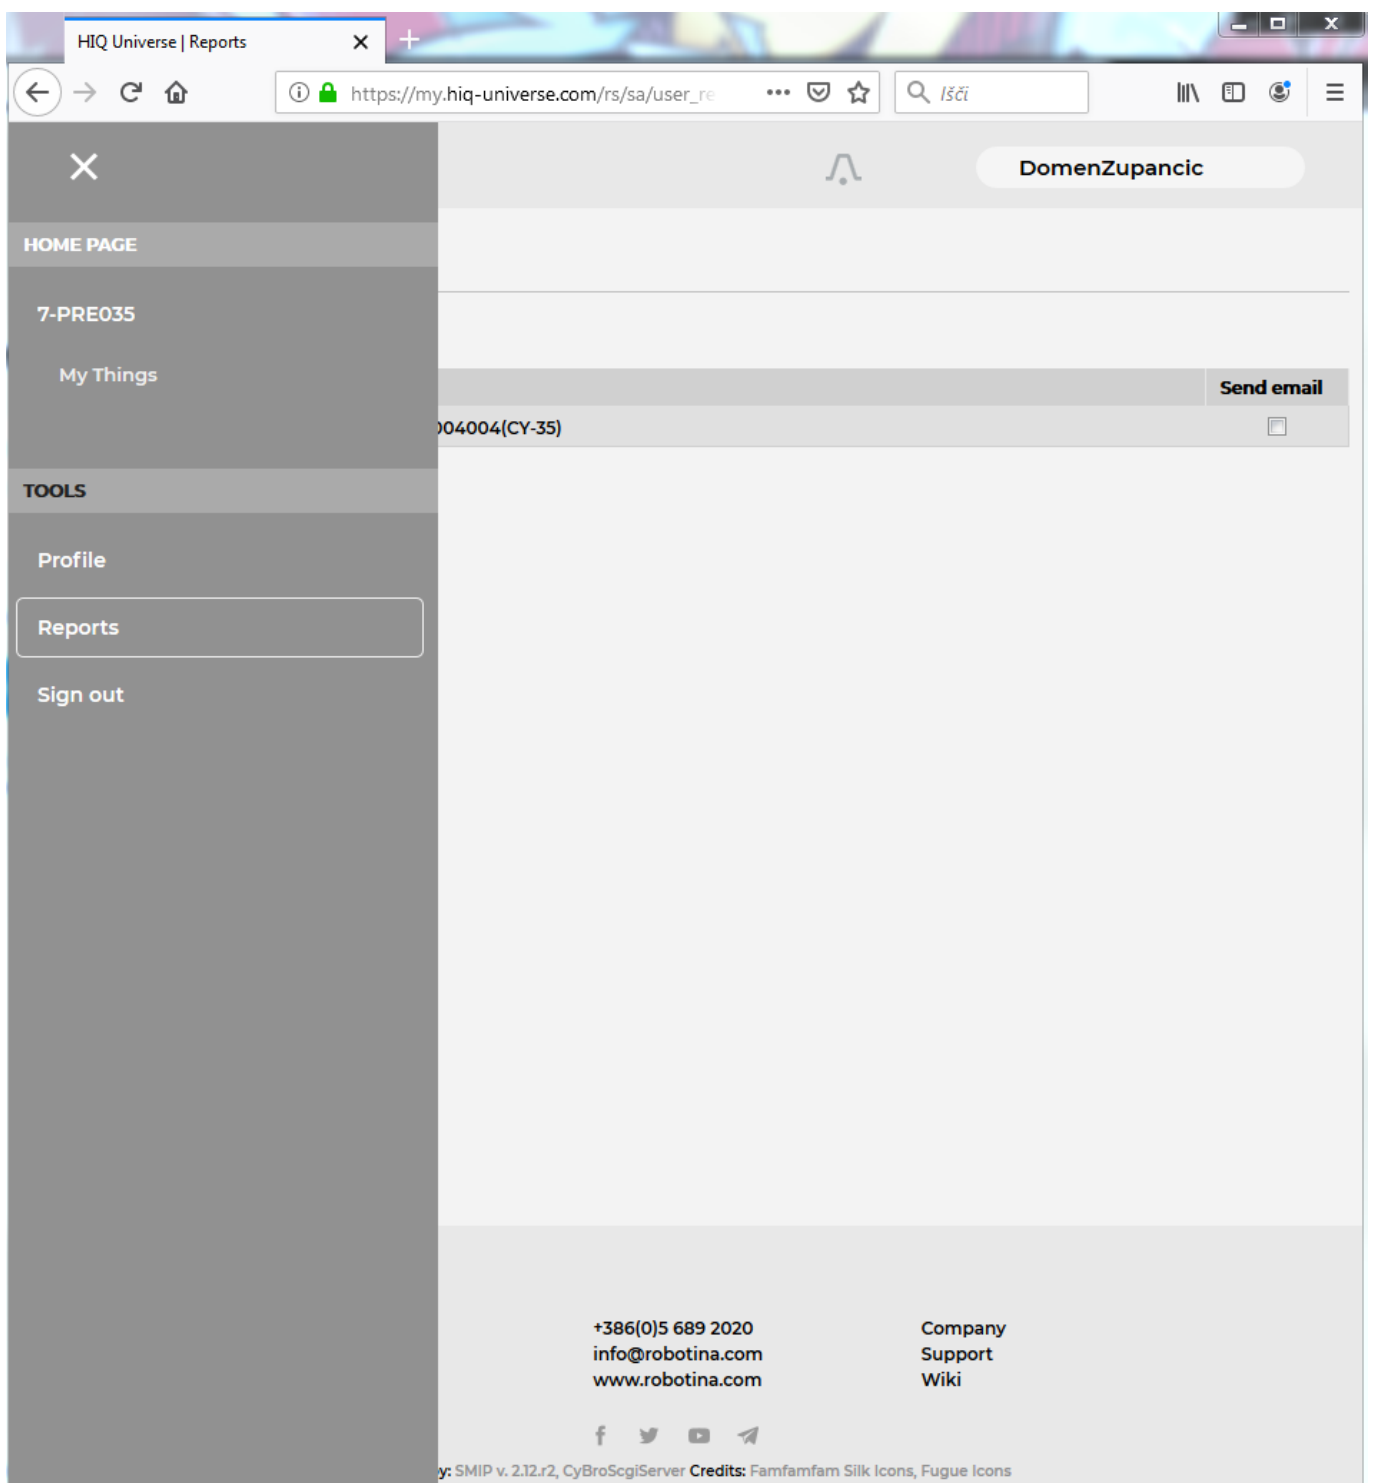 HIQ Universe | Reports
https://my.hiq-universe.com/rs/sa/user_re
Išči
DomenZupancic
HOME PAGE
7-PRE035
My Things
Send email
004004(CY-35)
TOOLS
Profile
Reports
Sign out
+386(0)5 689 2020
Company
info@robotina.com
Support
www.robotina.com
Wiki
y: SMIP v. 2.12.r2, CyBroScgiServer Credits: Famfamfam Silk Icons, Fugue Icons